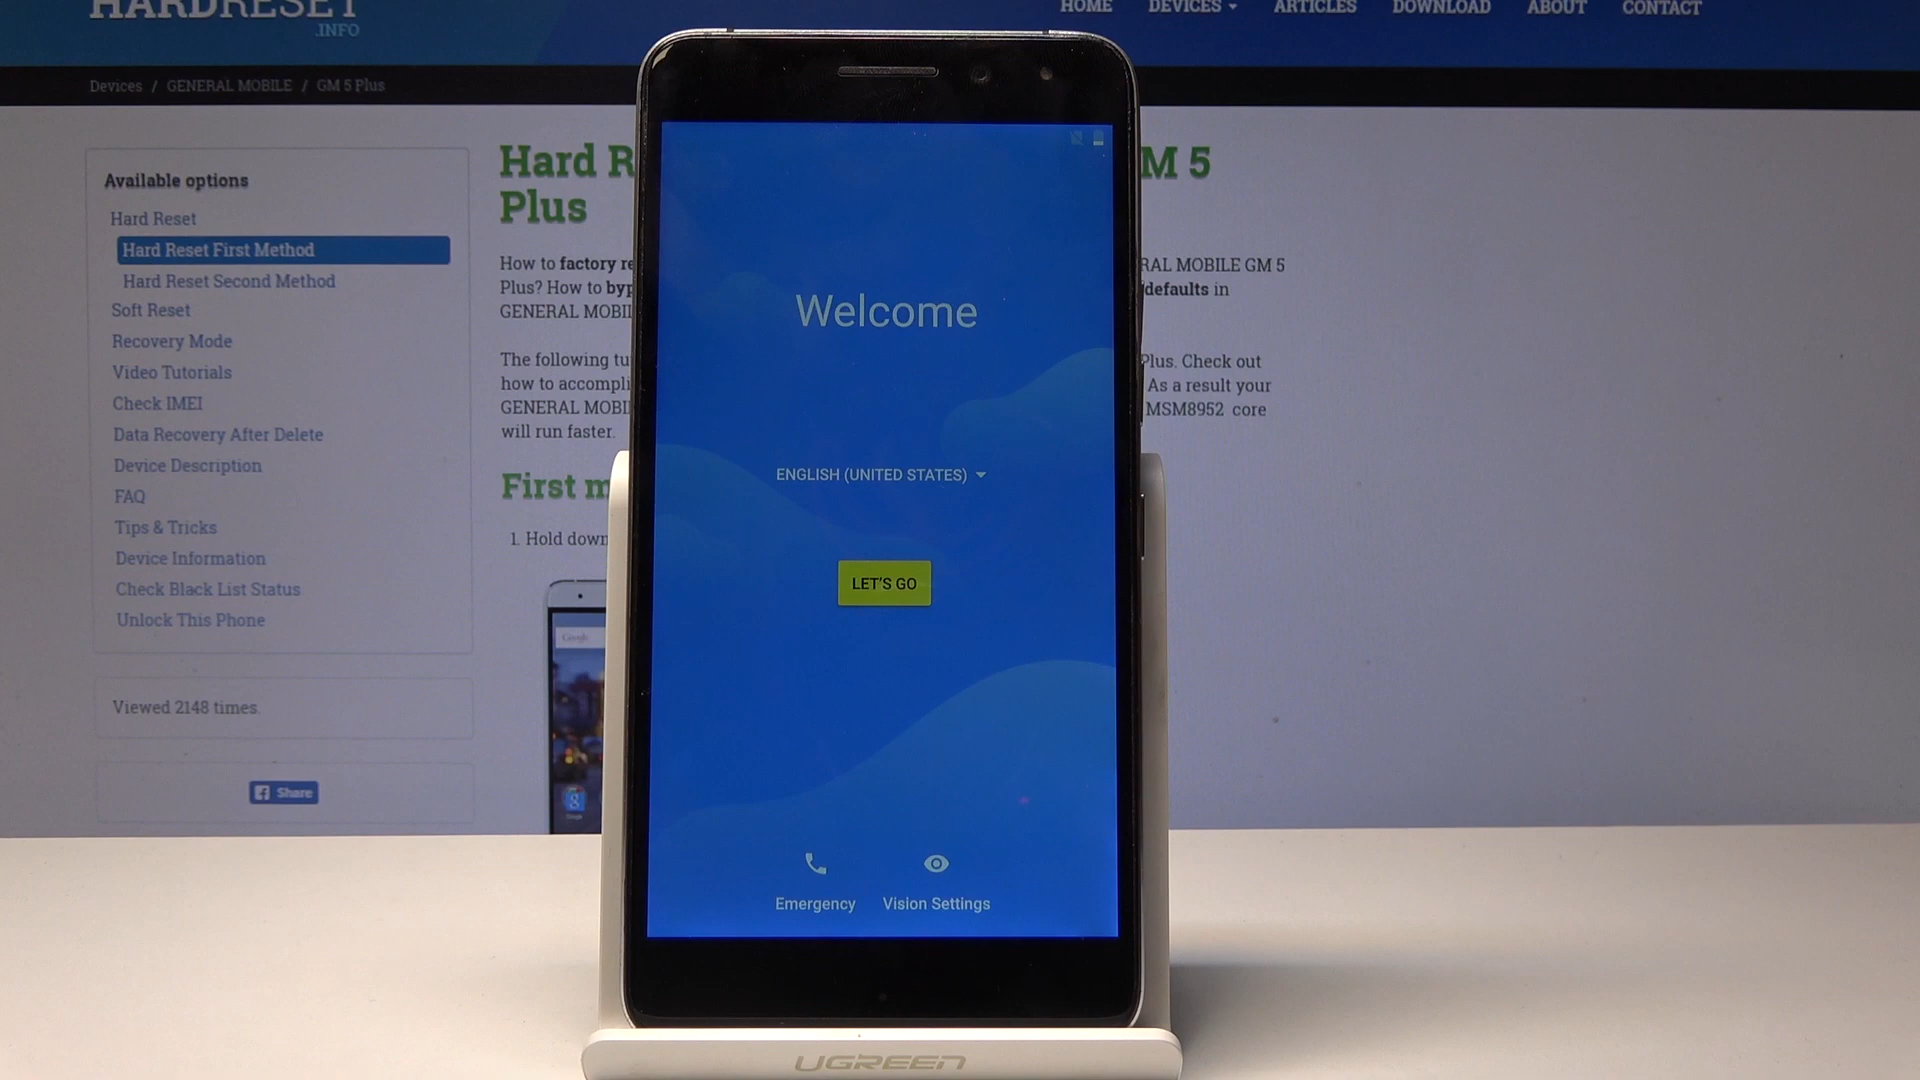 HARDRESET
.INFO
HOME DEVICES ARTICLES DOWNLOAD ABOUT CONTACT
Devices / GENERAL MOBILE / GM 5 Plus
Available options
Hard Reset
Hard Reset First Method
Hard Reset Second Method
Soft Reset
Recovery Mode
Video Tutorials
Check IMEI
Data Recovery After Delete
Device Description
FAQ
Tips & Tricks
Device Information
Check Black List Status
Unlock This Phone
Viewed 2148 times.
Share
Hard R M 5
Plus
How to factory re RAL MOBILE GM 5
Plus? How to byp defaults in
GENERAL MOBIL
The following tu Plus. Check out
how to accompli As a result your
GENERAL MOBI MSM8952 core
will run faster.
First m
1. Hold down
Google
Welcome
ENGLISH (UNITED STATES)
LET'S GO
Emergency Vision Settings
UGREEN